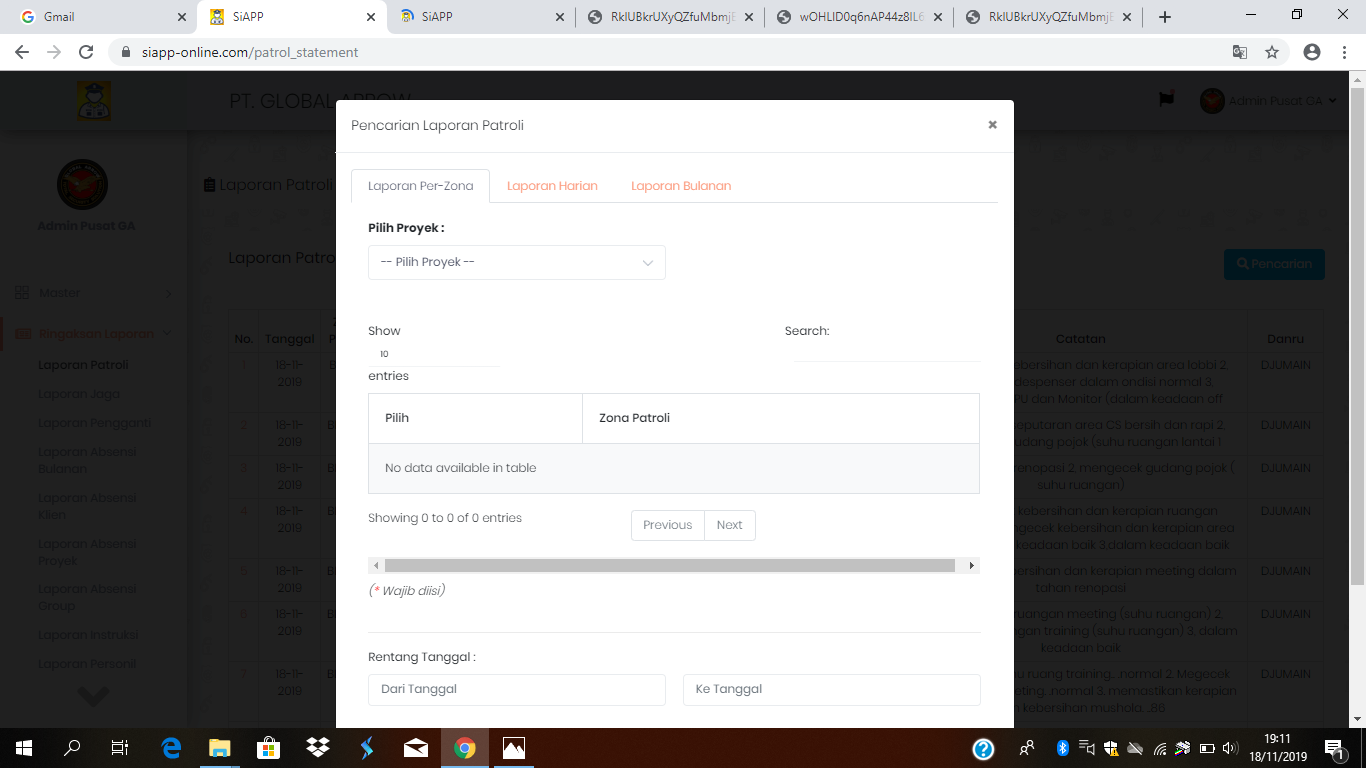 Gmail
SiAPP
SiAPP
RkIUBkrUXyQZfuMbmjE
wOHLID0q6nAP44z8IL6
RkIUBkrUXyQZfuMbmjE
siapp-online.com/patrol_statement
PT. GLOBAL ARROW
Admin Pusat GA
Pencarian Laporan Patroli
Laporan Per-Zona
Laporan Harian
Laporan Bulanan
Pilih Proyek :
-- Pilih Proyek --
Show
10
entries
Search:
Pilih
Zona Patroli
No data available in table
Showing 0 to 0 of 0 entries
Previous
Next
(* Wajib diisi)
Rentang Tanggal :
Dari Tanggal
Ke Tanggal
Admin Pusat GA
Master
Ringaksan Laporan
Laporan Patroli
Laporan Jaga
Laporan Pengganti
Laporan Absensi
Bulanan
Laporan Absensi
Klien
Laporan Absensi
Proyek
Laporan Absensi
Group
Laporan Instruksi
Laporan Personil
Laporan Patroli
Laporan Patro
Pencarian
No.
Tanggal
Catatan
Danru
1
18-11-
2019
kebersihan dan kerapian area lobbi 2.
despenser dalam ondisi normal 3.
PU dan Monitor (dalam keadaan off
DJUMAIN
2
18-11-
2019
seputaran area CS bersih dan rapi 2.
gudang pojok (suhu ruangan lantai 1
DJUMAIN
3
18-11-
2019
renopasi 2. mengecek gudang pojok (
suhu ruangan)
DJUMAIN
4
18-11-
2019
kebersihan dan kerapian ruangan
ngecek kebersihan dan kerapian area
keadaan baik 3.dalam keadaan baik
DJUMAIN
5
18-11-
2019
bersihan dan kerapian meeting dalam
tahan renopasi
DJUMAIN
6
18-11-
2019
ruangan meeting (suhu ruangan) 2.
ngan training (suhu ruangan) 3. dalam
keadaan baik
DJUMAIN
7
18-11-
2019
u ruang training....normal 2. Megecek
eting...normal 3. memastikan kerapian
n kebersihan mushola....86
DJUMAIN
19:11
18/11/2019
1